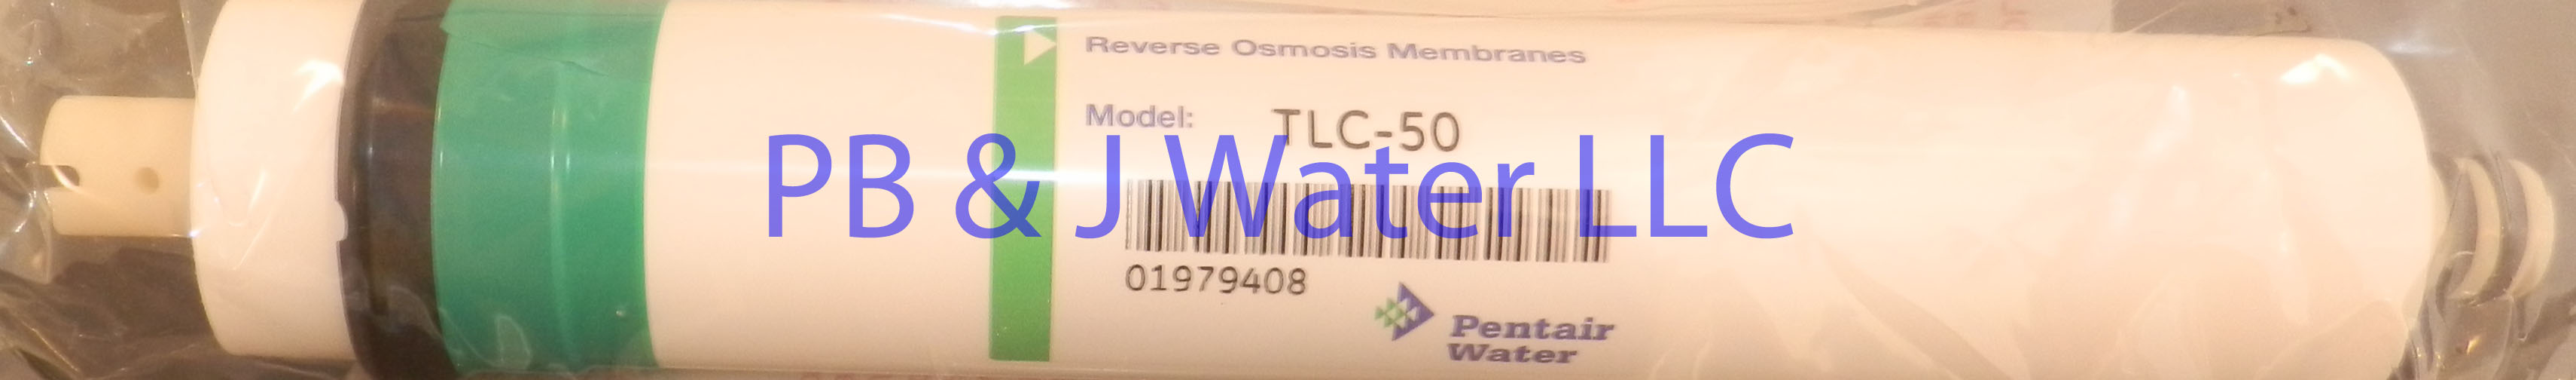 Reverse Osmosis Membranes
Model: TLC-50
PB & J Water LLC
01979408
Pentair
Water